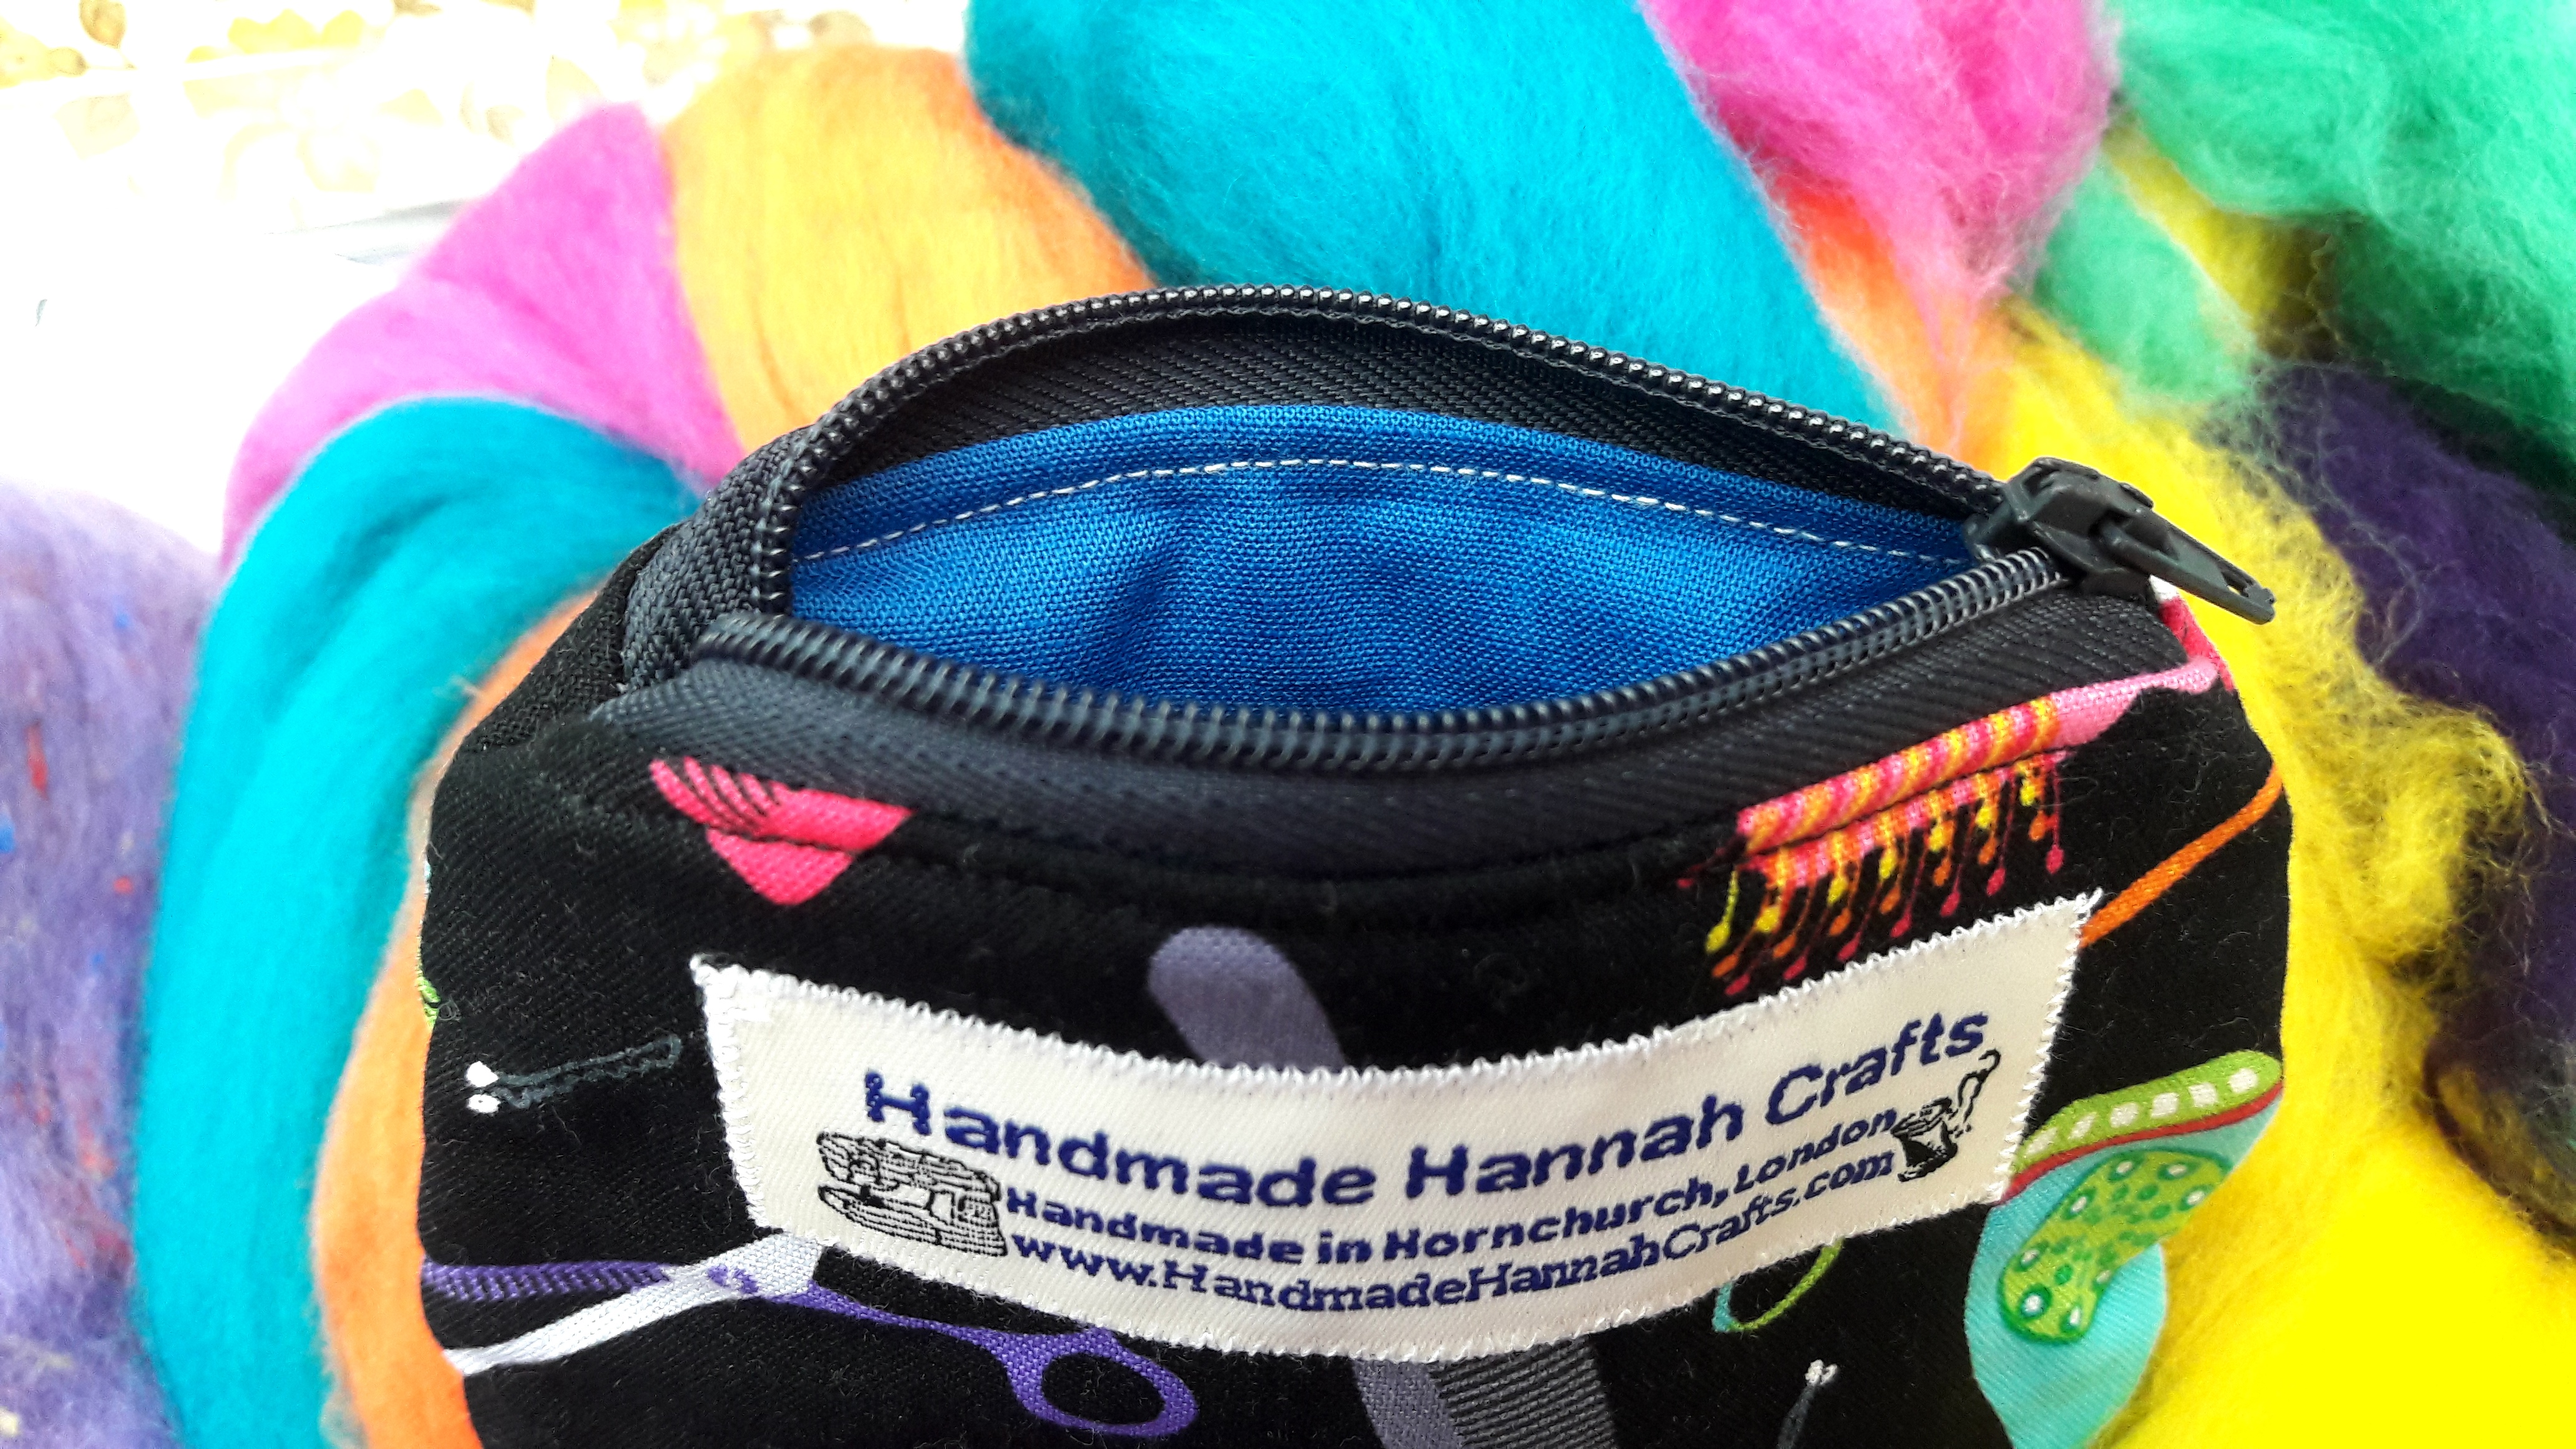 Handmade Hannah Crafts
Handmade in Hornchurch, London
www.HandmadeHannahCrafts.com